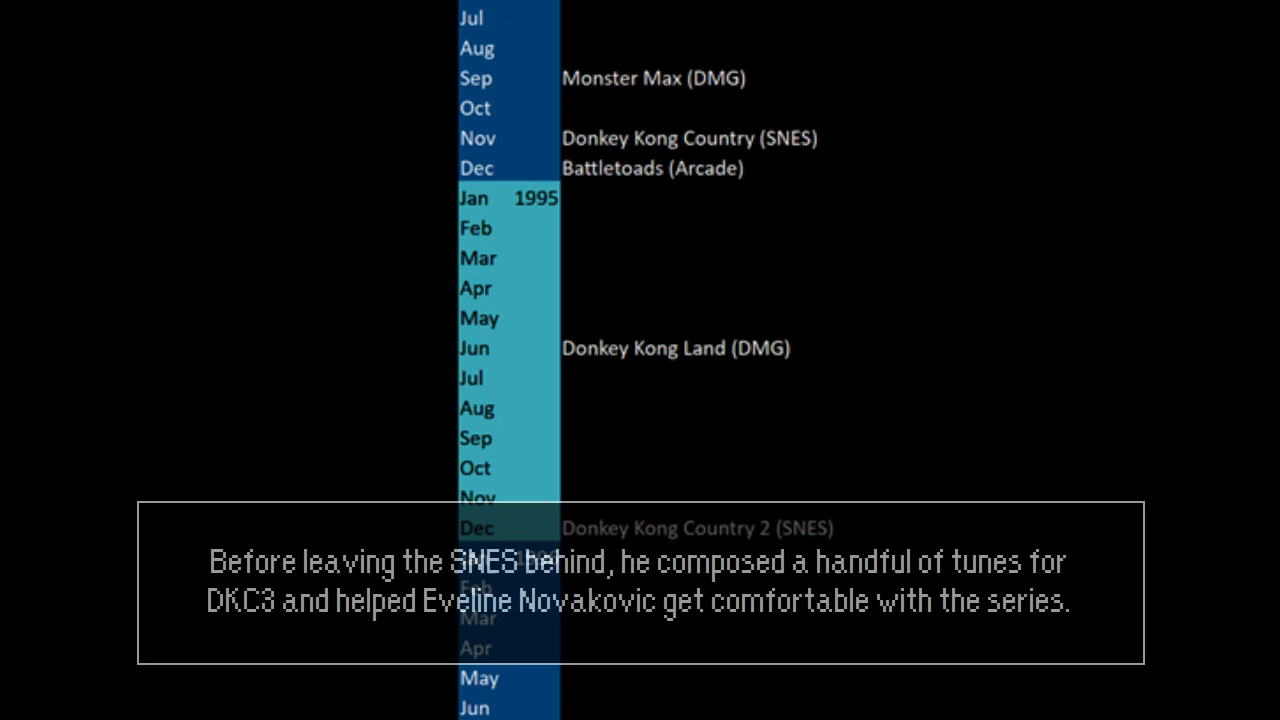 Jul
Aug
Sep Monster Max (DMG)
Oct
Nov Donkey Kong Country (SNES)
Dec Battletoads (Arcade)
Jan 1995
Feb
Mar
Apr
May
Jun Donkey Kong Land (DMG)
Jul
Aug
Sep
Oct
Nov
Dec Donkey Kong Country 2 (SNES)
Before leaving the SNES behind, he composed a handful of tunes for
DKC3 and helped Eveline Novakovic get comfortable with the series.
Feb
Mar
Apr
May
Jun